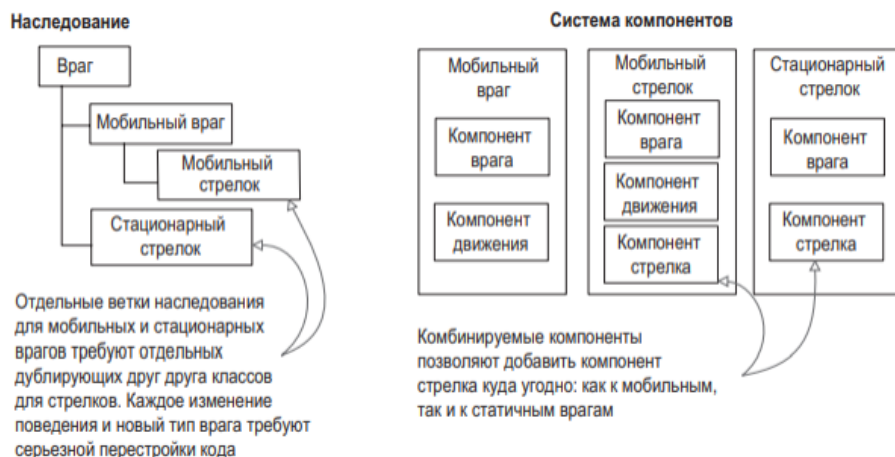 Наследование
Враг
Мобильный враг
Мобильный
стрелок
Стационарный
стрелок
Отдельные ветки наследования
для мобильных и стационарных
врагов требуют отдельных
дублирующих друг друга классов
для стрелков. Каждое изменение
поведения и новый тип врага требуют
серьезной перестройки кода
Система компонентов
Мобильный
враг
Компонент
врага
Компонент
движения
Мобильный
стрелок
Компонент
врага
Компонент
движения
Компонент
стрелка
Стационарный
стрелок
Компонент
врага
Компонент
стрелка
Комбинируемые компоненты
позволяют добавить компонент
стрелка куда угодно: как к мобильным,
так и к статичным врагам